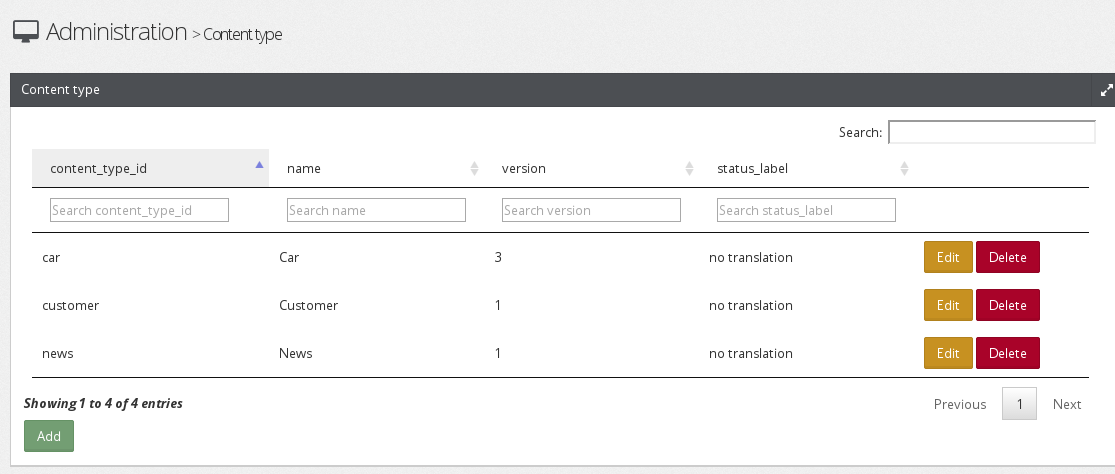 Administration > Content type
Content type
Search:
content_type_id name version status_label
Search content_type_id Search name Search version Search status_label
car Car 3 no translation Edit Delete
customer Customer 1 no translation Edit Delete
news News 1 no translation Edit Delete
Showing 1 to 4 of 4 entries Previous 1 Next
Add